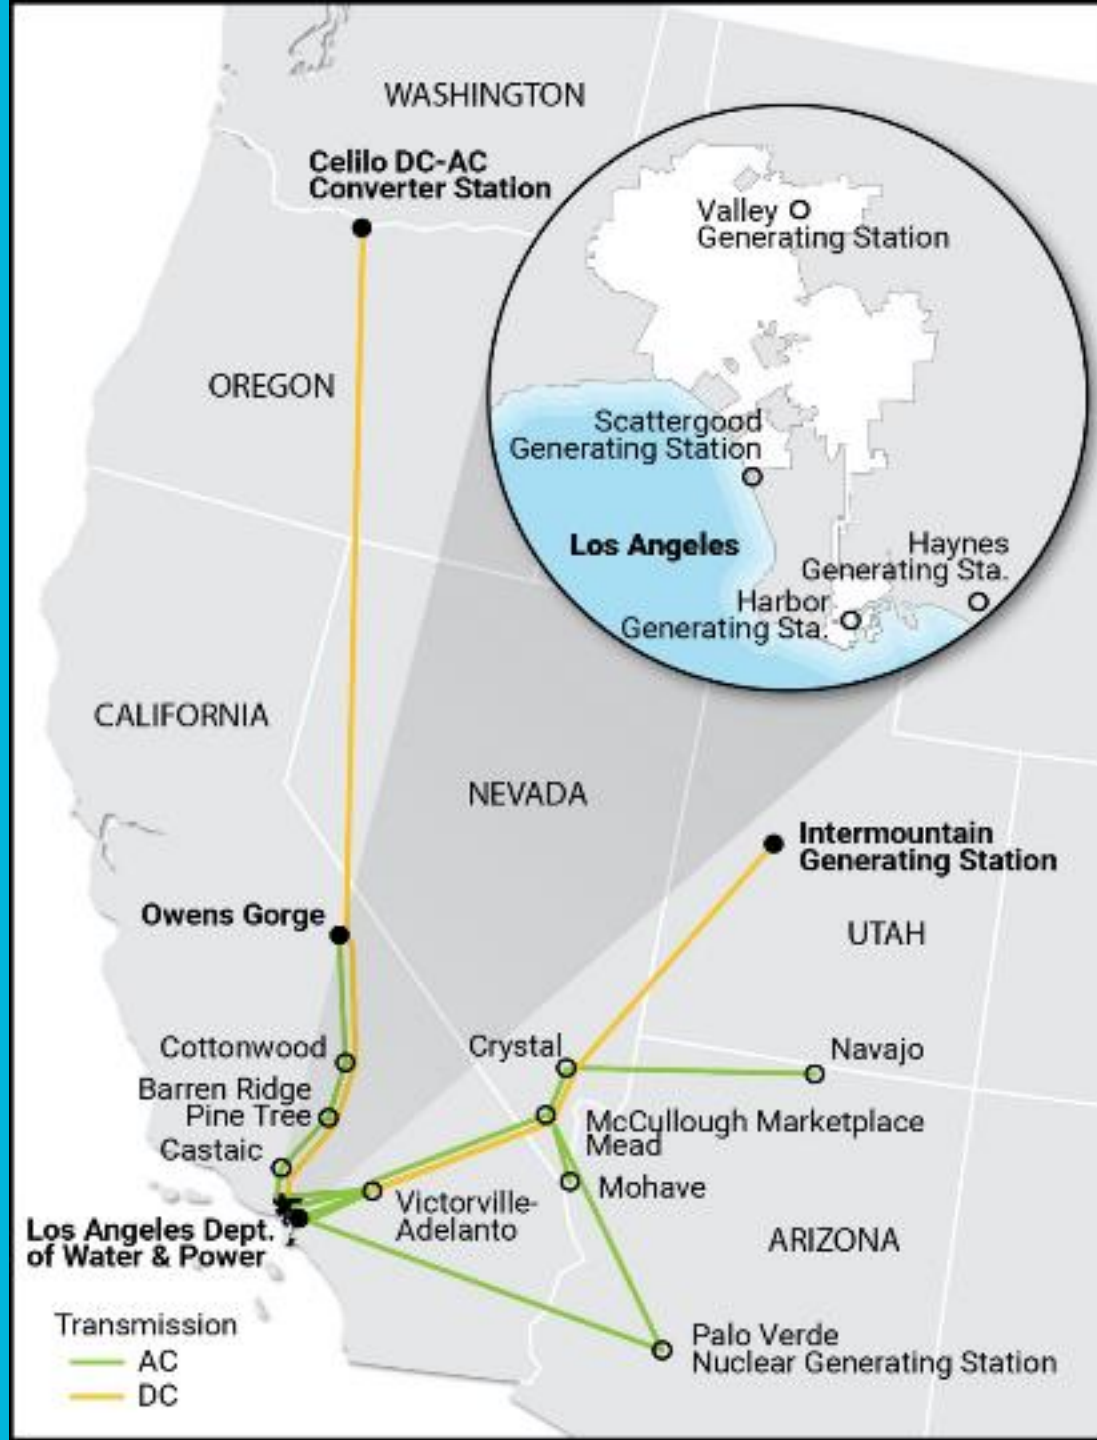 WASHINGTON
Celilo DC-AC
Converter Station
Valley
Generating Station
OREGON
Scattergood
Generating Station
Los Angeles
Haynes
Generating Sta.
Harbor
Generating Sta.
CALIFORNIA
NEVADA
Intermountain
Generating Station
Owens Gorge
UTAH
Cottonwood
Crystal
Navajo
Barren Ridge
Pine Tree
McCullough Marketplace
Mead
Castaic
Mohave
Victorville-
Adelanto
Los Angeles Dept.
of Water & Power
ARIZONA
Transmission
AC
DC
Palo Verde
Nuclear Generating Station